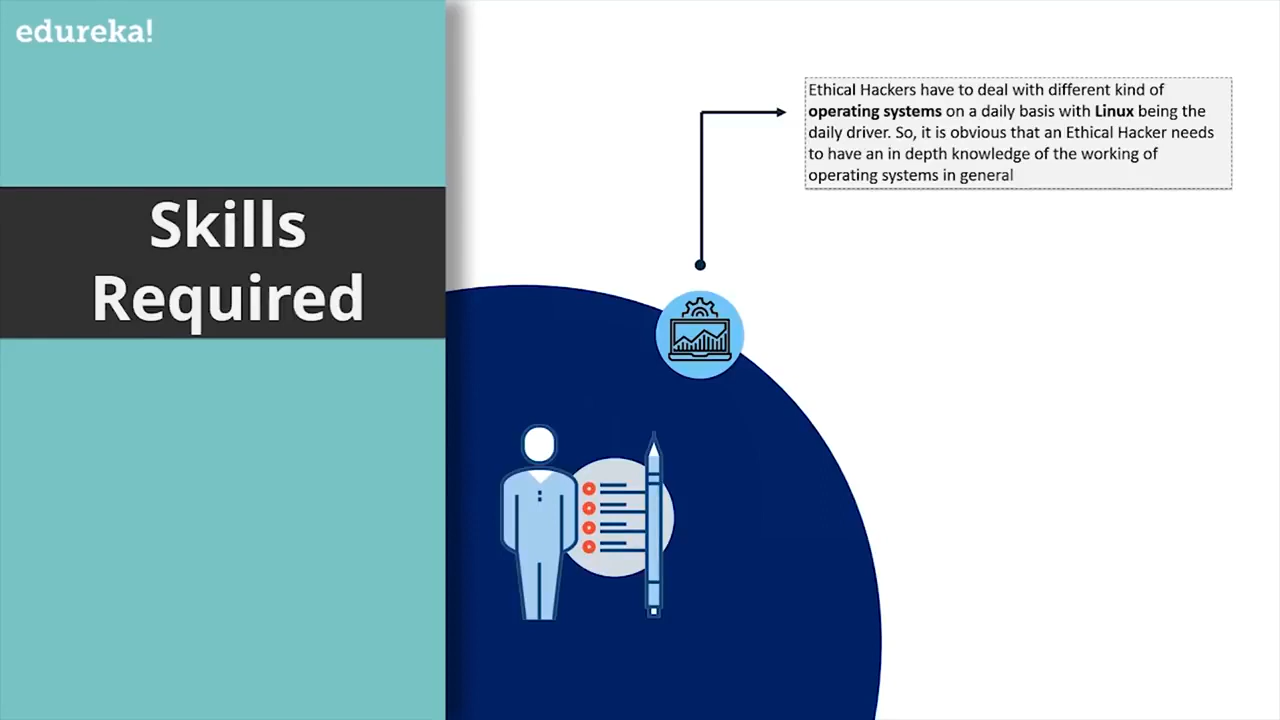 edureka!
Skills
Required
Ethical Hackers have to deal with different kind of
operating systems on a daily basis with Linux being the
daily driver. So, it is obvious that an Ethical Hacker needs
to have an in depth knowledge of the working of
operating systems in general